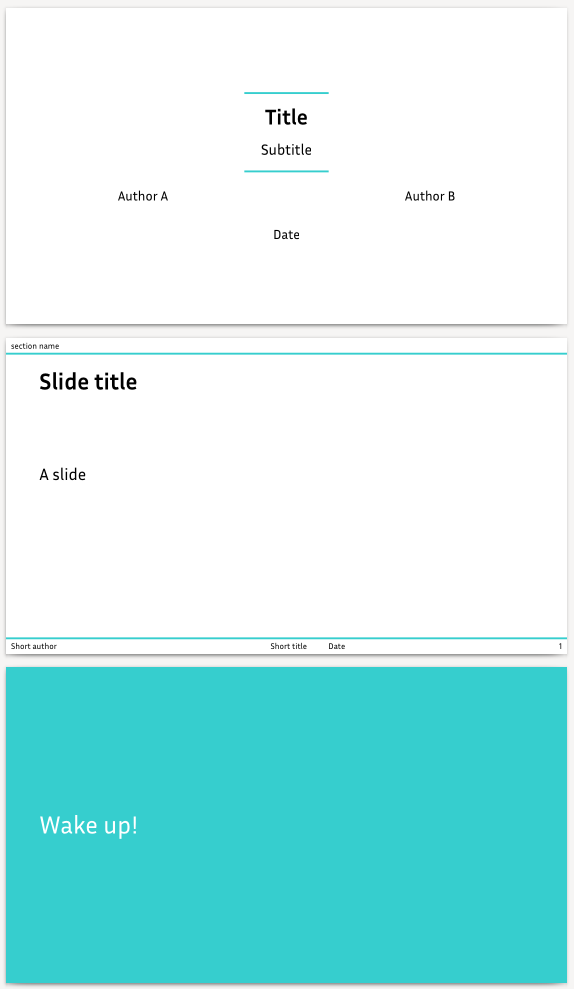 Title
Subtitle
Author A Author B
Date
section name
Slide title
A slide
Short author Short title Date 1
Wake up!